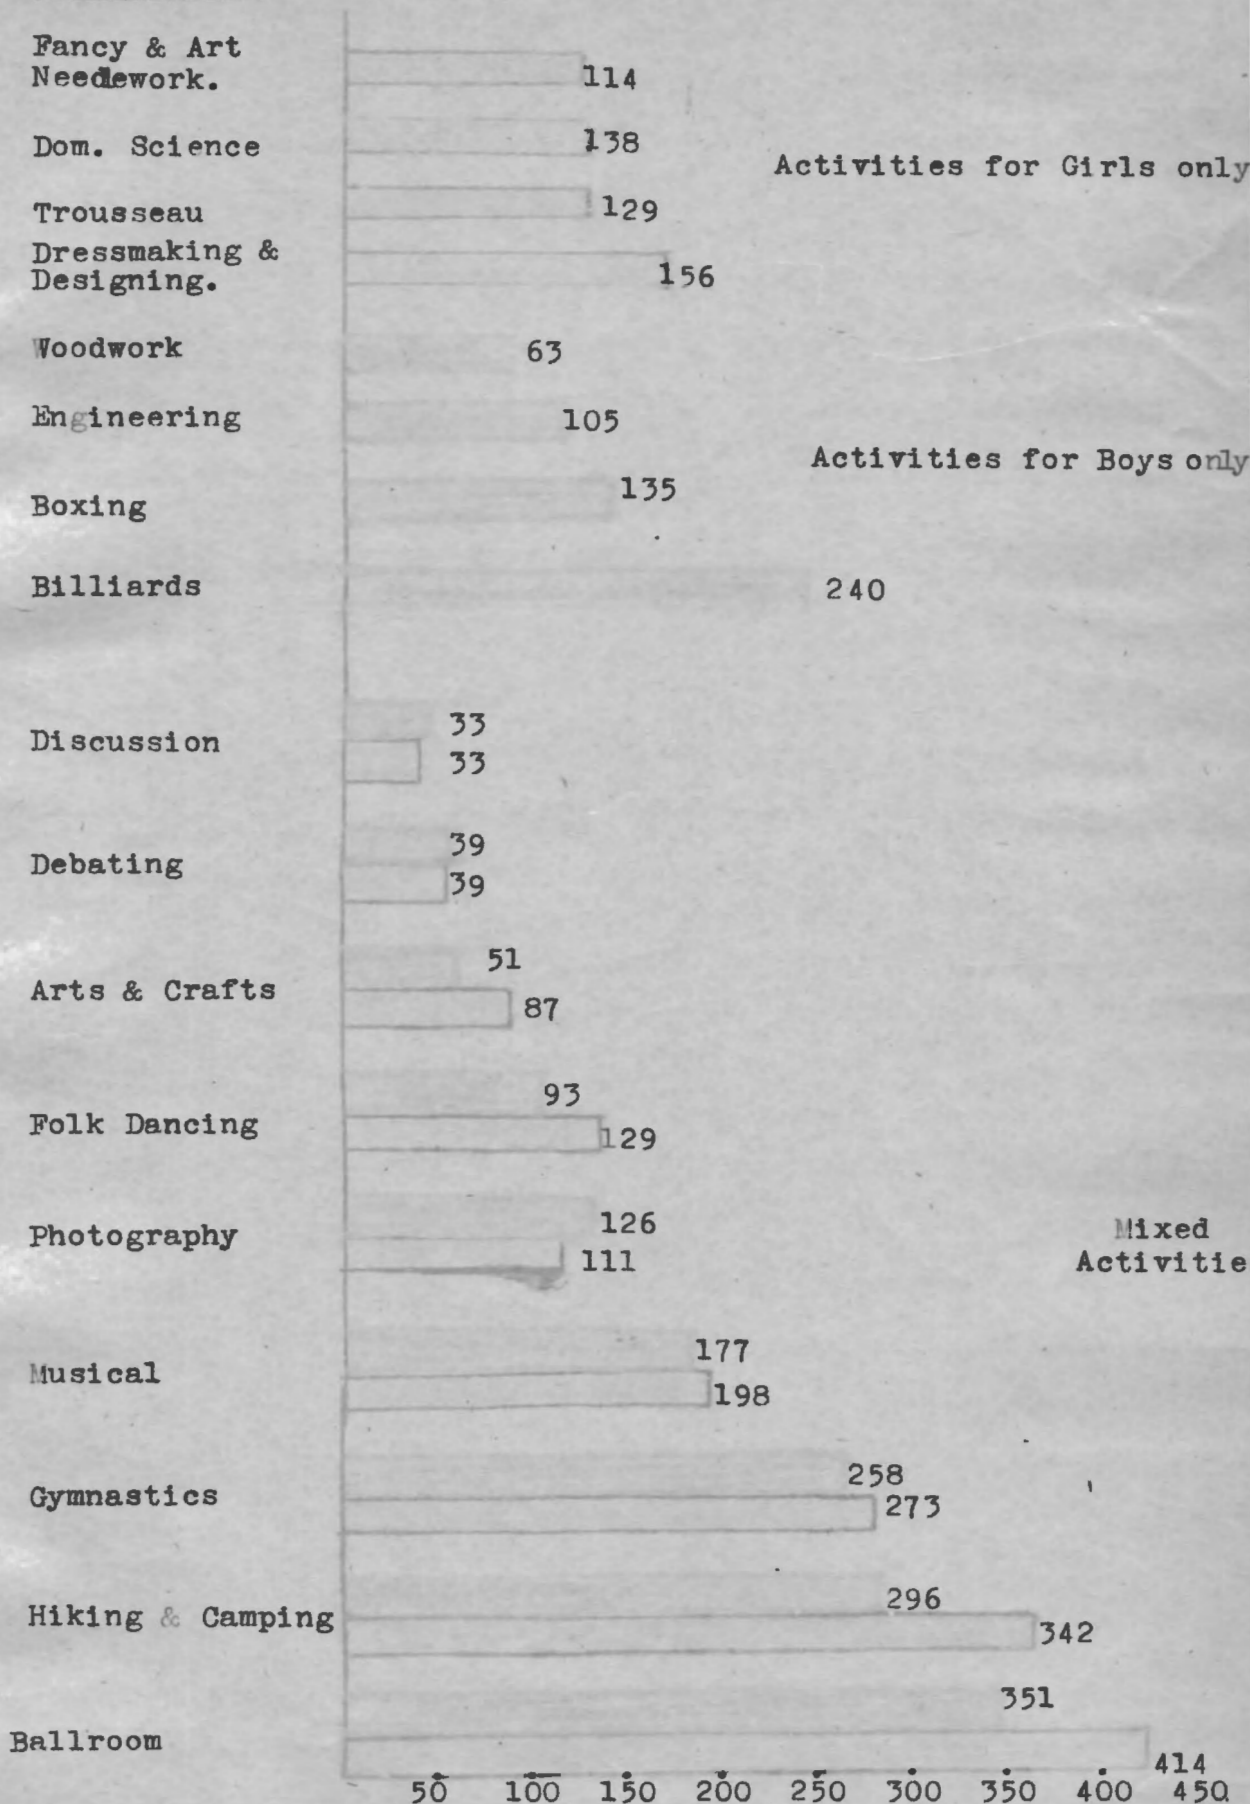 Fancy & Art
Needlework.
114
Dom. Science
138
Activities for Girls only
Trousseau
129
Dressmaking &
Designing.
156
Woodwork
63
Engineering
105
Activities for Boys only
Boxing
135
Billiards
240
Discussion
33
33
Debating
39
39
Arts & Crafts
51
87
Folk Dancing
93
129
Photography
126
111
Mixed
Activitie
Musical
177
198
Gymnastics
258
273
Hiking & Camping
296
342
Ballroom
351
414
50 100 150 200 250 300 350 400 450